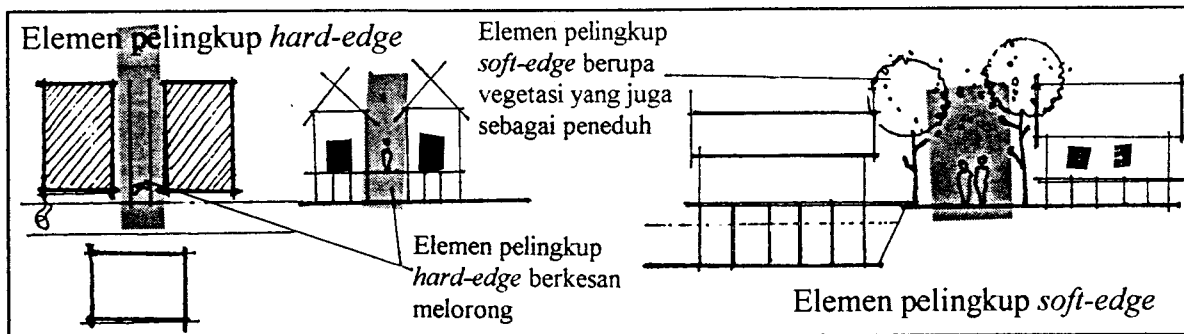 Elemen pelingkup hard-edge
Elemen pelingkup
soft-edge berupa
vegetasi yang juga
sebagai peneduh
Elemen pelingkup
hard-edge berkesan
melorong
Elemen pelingkup soft-edge